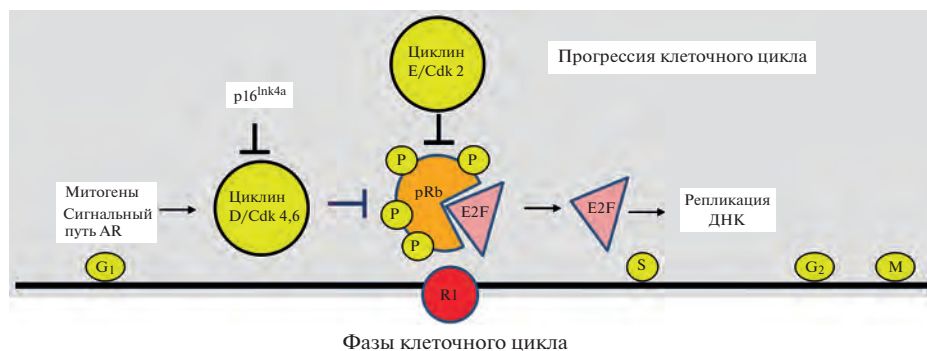 Циклин
E/Cdk 2
Прогрессия клеточного цикла
p16lnk4a
P
P
Митогены
Сигнальный
путь AR
Циклин
D/Cdk 4,6
pRb
P
P
E2F
E2F
Репликация
ДНК
G1
S
G2
M
R1
Фазы клеточного цикла